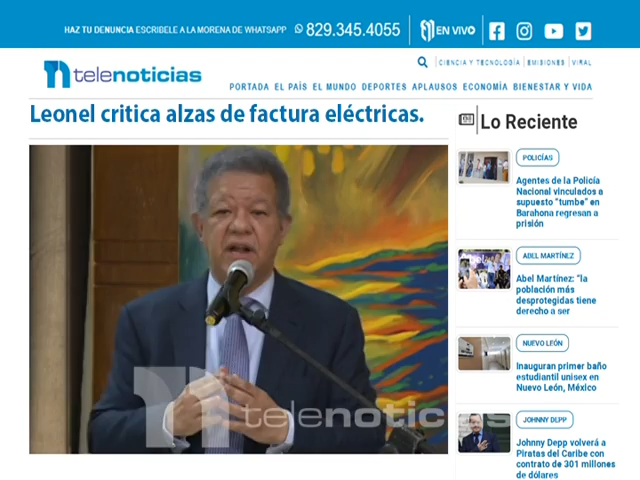 HAZ TU DENUNCIA ESCRIBELE A LA MORENA DE WHATSAPP 829.345.4055 EN VIVO
telenoticias
CIENCIA Y TECNOLOGÍA EMISIONES VIRAL
PORTADA EL PAÍS EL MUNDO DEPORTES APLAUSOS ECONOMÍA BIENESTAR Y VIDA
Leonel critica alzas de factura eléctricas.
telenoticias
Lo Reciente
POLICÍAS
Agentes de la Policía
Nacional vinculados a
supuesto "tumbe" en
Barahona regresan a
prisión
ABEL MARTÍNEZ
Abel Martínez: "la
población más
desprotegidas tiene
derecho a ser
NUEVO LEÓN
Inauguran primer baño
estudiantil unisex en
Nuevo León, México
JOHNNY DEPP
Johnny Depp volverá a
Piratas del Caribe con
contrato de 301 millones
de dólares